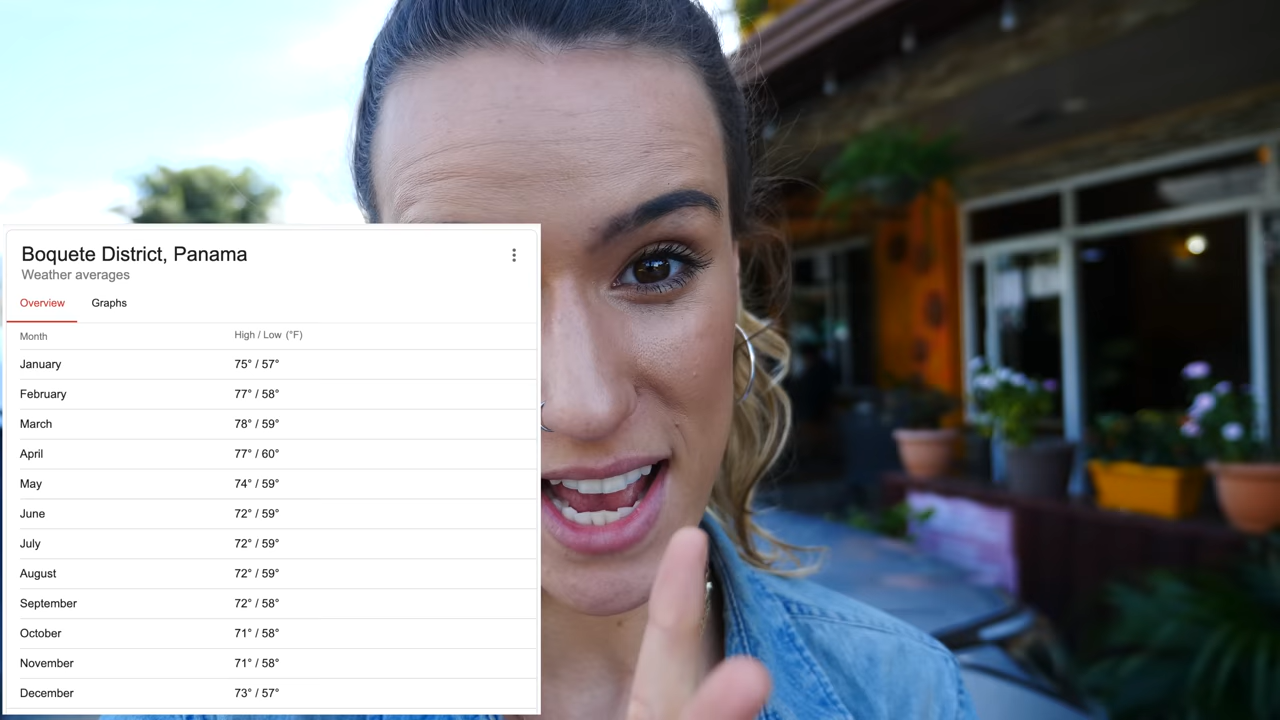 Boquete District, Panama
Weather averages
Overview Graphs
Month High / Low (°F)
January 75° / 57°
February 77° / 58°
March 78° / 59°
April 77° / 60°
May 74° / 59°
June 72° / 59°
July 72° / 59°
August 72° / 59°
September 72° / 58°
October 71° / 58°
November 71° / 58°
December 73° / 57°